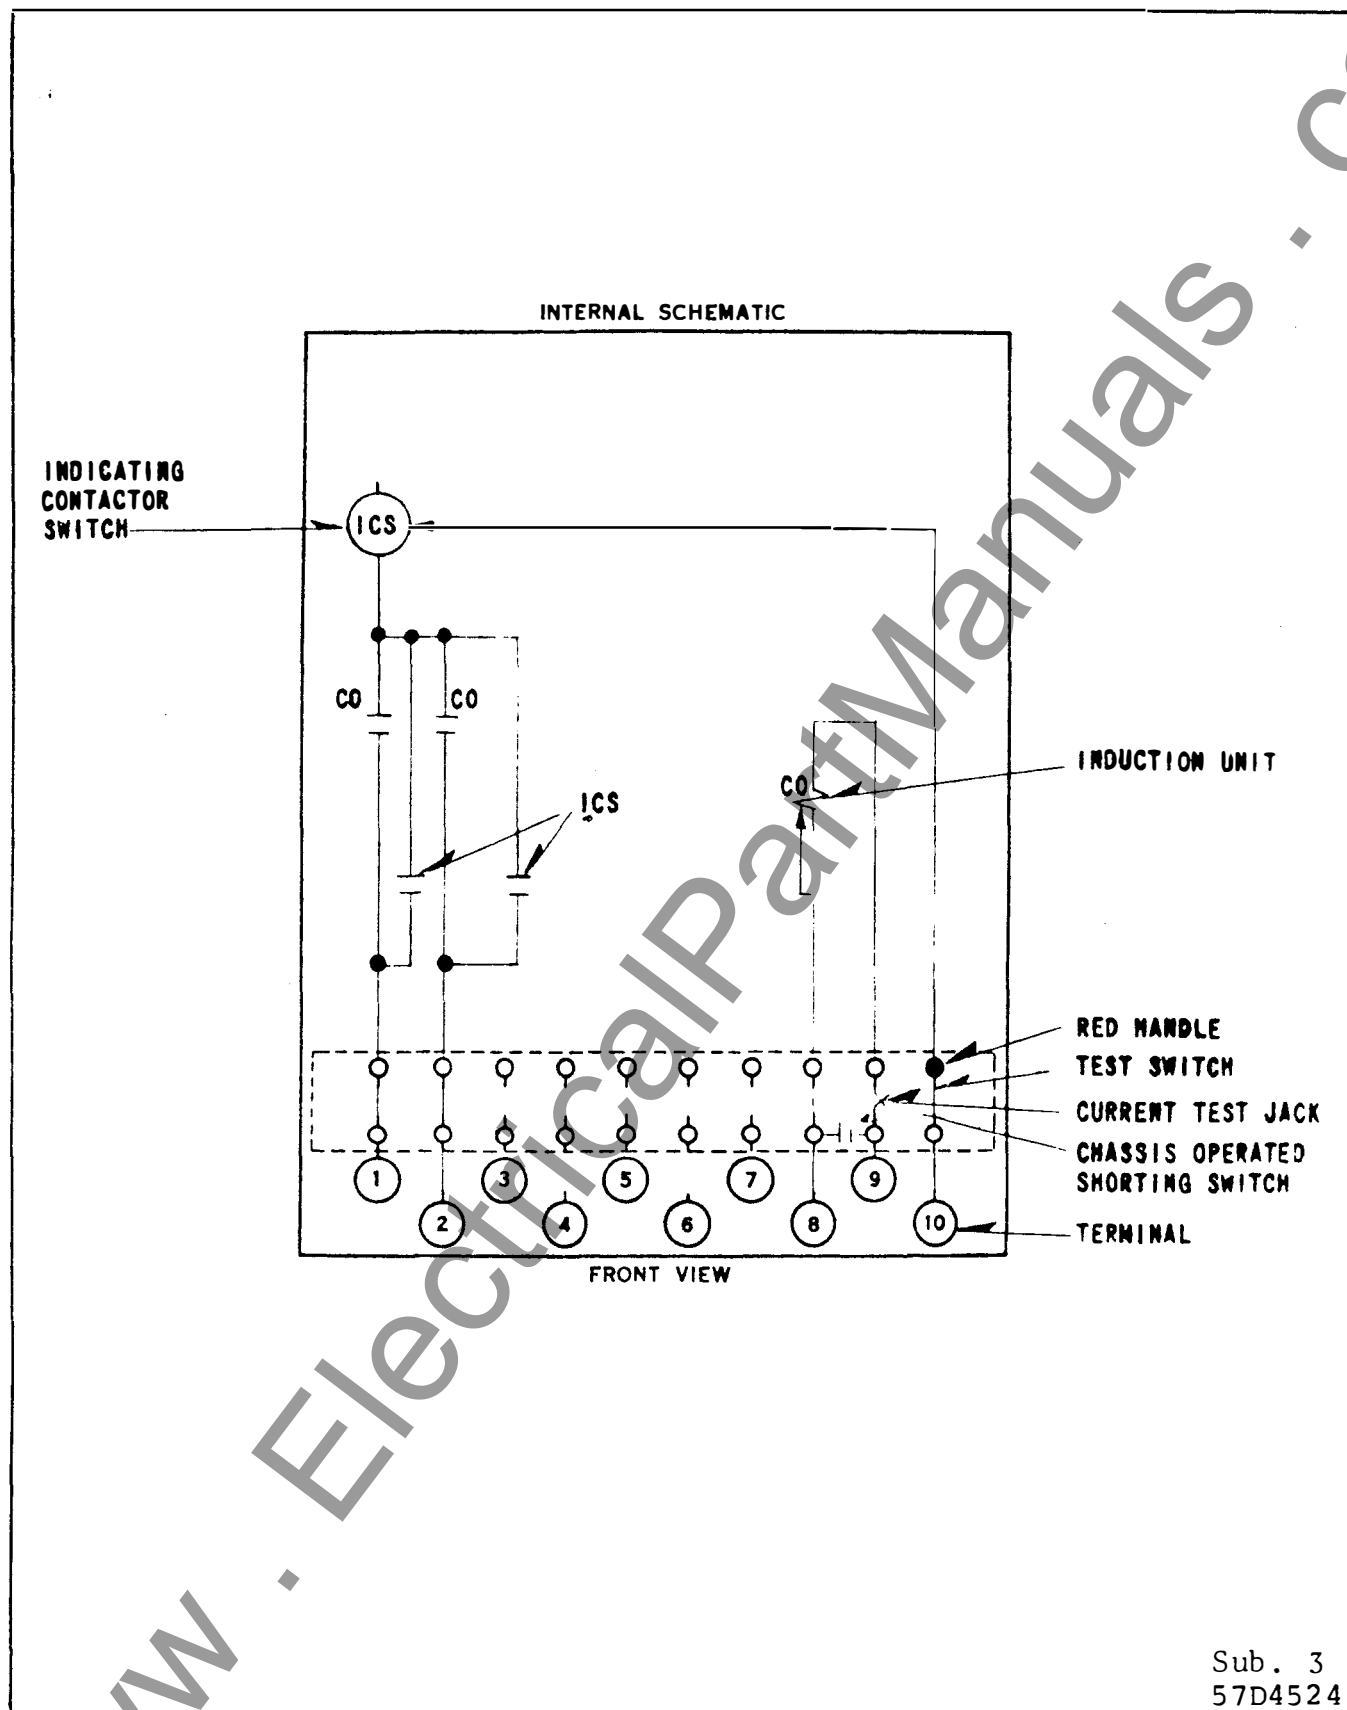 INTERNAL SCHEMATIC
INDICATING
CONTACTOR
SWITCH
ICS
CO
CO
ICS
CO
INDUCTION UNIT
RED HANDLE
TEST SWITCH
CURRENT TEST JACK
CHASSIS OPERATED
SHORTING SWITCH
TERMINAL
1
3
5
7
9
2
4
6
8
10
FRONT VIEW
Sub. 3
57D4524
w . ElectricalPartManuals . c